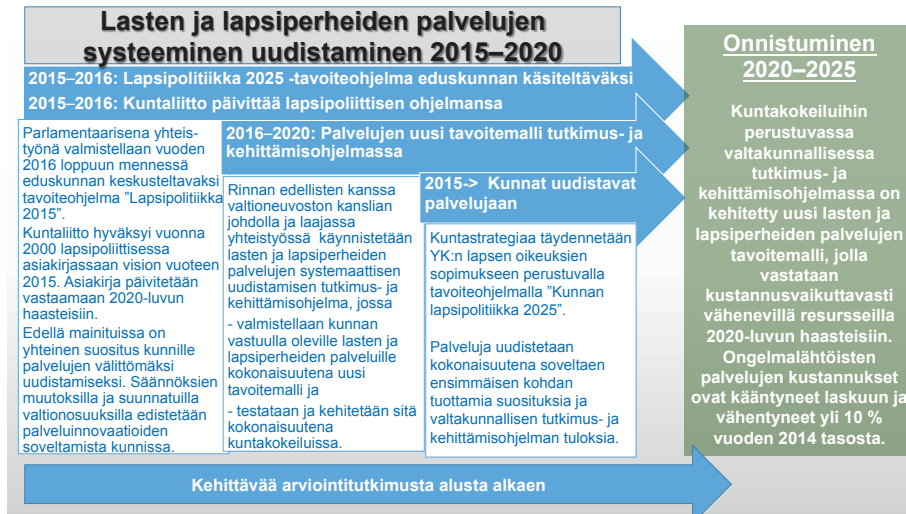 Lasten ja lapsiperheiden palvelujen
systeeminen uudistaminen 2015–2020
2015–2016: Lapsipolitiikka 2025 -tavoiteohjelma eduskunnan käsiteltäväksi
2015–2016: Kuntaliitto päivittää lapsipoliittisen ohjelmansa
Parlamentaarisena yhteis-
työnä valmistellaan vuoden
2016 loppuun mennessä
eduskunnan keskusteltavaksi
tavoiteohjelma ”Lapsipolitiikka
2015”.
Kuntaliitto hyväksyi vuonna
2000 lapsipoliittisessa
asiakirjassaan vision vuoteen
2015. Asiakirja päivitetään
vastaamaan 2020-luvun
haasteisiin.
Edellä mainituissa on
yhteinen suositus kunnille
palvelujen välittömäksi
uudistamiseksi. Säännöksien
muutoksilla ja suunnatuilla
valtionosuuksilla edistetään
palveluinnovaatioiden
soveltamista kunnissa.
2016–2020: Palvelujen uusi tavoitemalli tutkimus- ja
kehittämisohjelmassa
Rinnan edellisten kanssa
valtioneuvoston kanslian
johdolla ja laajassa
yhteistyössä käynnistetään
lasten ja lapsiperheiden
palvelujen systemaattisen
uudistamisen tutkimus- ja
kehittämisohjelma, jossa
- valmistellaan kunnan
vastuulla oleville lasten ja
lapsiperheiden palveluille
kokonaisuutena uusi
tavoitemalli ja
- testataan ja kehitetään sitä
kokonaisuutena
kuntakokeiluissa.
2015-> Kunnat uudistavat
palvelujaan
Kuntastrategiaa täydennetään
YK:n lapsen oikeuksien
sopimukseen perustuvalla
tavoiteohjelmalla ”Kunnan
lapsipolitiikka 2025”.
Palveluja uudistetaan
kokonaisuutena soveltaen
ensimmäisen kohdan
tuottamia suosituksia ja
valtakunnallisen tutkimus- ja
kehittämisohjelman tuloksia.
Onnistuminen
2020–2025
Kuntakokeiluihin
perustuvassa
valtakunnallisessa
tutkimus- ja
kehittämisohjelmassa on
kehitetty uusi lasten ja
lapsiperheiden palvelujen
tavoitemalli, jolla
vastataan
kustannusvaikuttavasti
vähenevillä resursseilla
2020-luvun haasteisiin.
Ongelmalähtöisten
palvelujen kustannukset
ovat kääntyneet laskuun ja
vähentyneet yli 10 %
vuoden 2014 tasosta.
Kehittävää arviointitutkimusta alusta alkaen